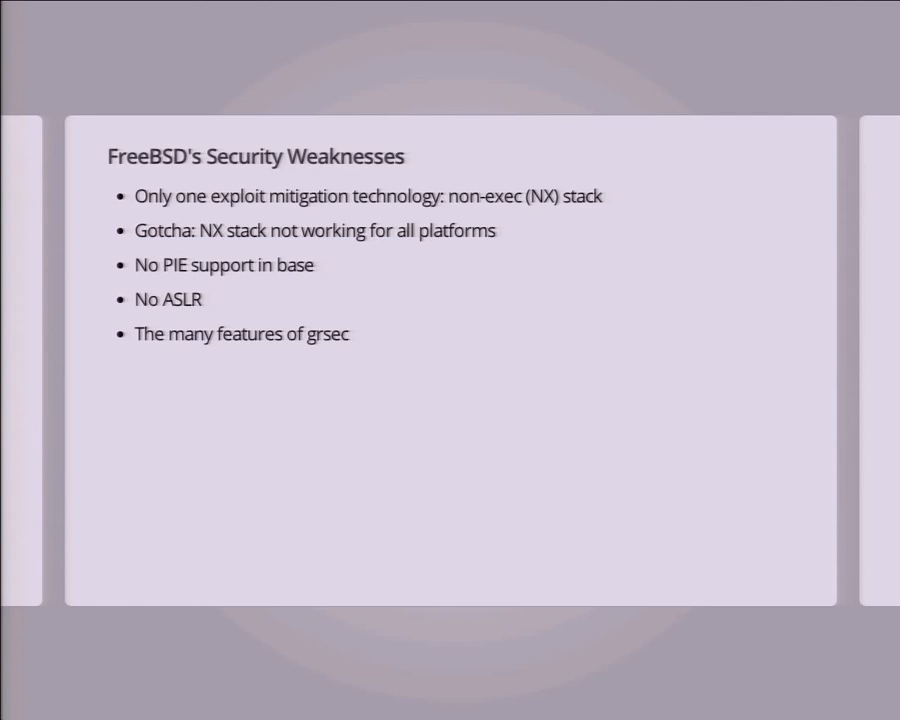 FreeBSD's Security Weaknesses
• Only one exploit mitigation technology: non-exec (NX) stack
• Gotcha: NX stack not working for all platforms
• No PIE support in base
• No ASLR
• The many features of grsec